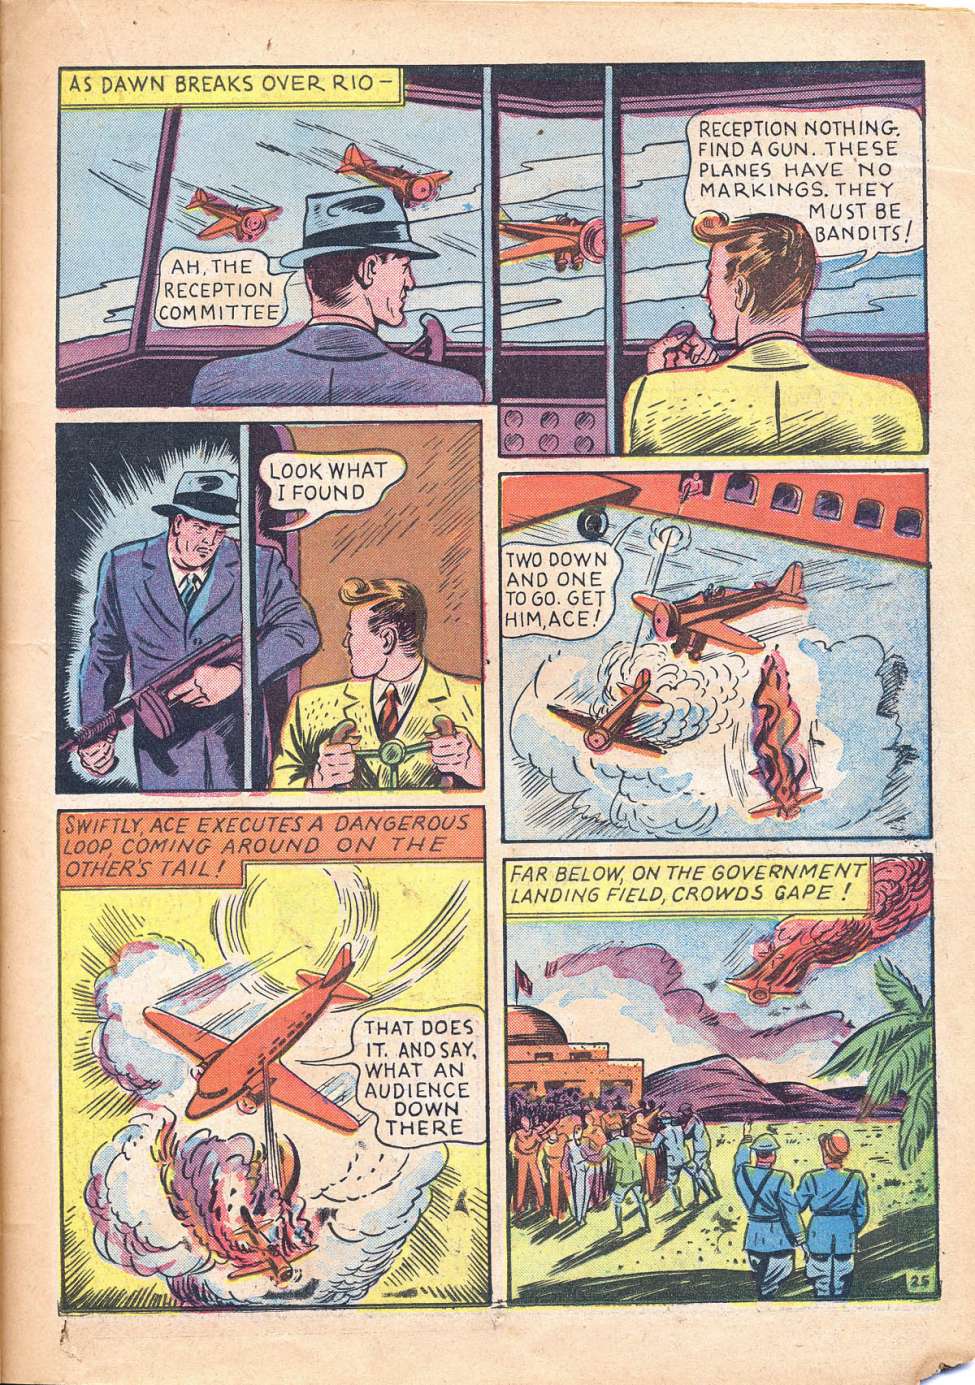 AS DAWN BREAKS OVER RIO—
AH, THE
RECEPTION
COMMITTEE
RECEPTION NOTHING.
FIND A GUN. THESE
PLANES HAVE NO
MARKINGS. THEY
MUST BE
BANDITS!
LOOK WHAT
I FOUND
TWO DOWN
AND ONE
TO GO. GET
HIM, ACE!
SWIFTLY, ACE EXECUTES A DANGEROUS
LOOP, COMING AROUND ON THE
OTHER'S TAIL!
THAT DOES
IT. AND SAY,
WHAT AN
AUDIENCE
DOWN
THERE
FAR BELOW, ON THE GOVERNMENT
LANDING FIELD, CROWDS GAPE!
25